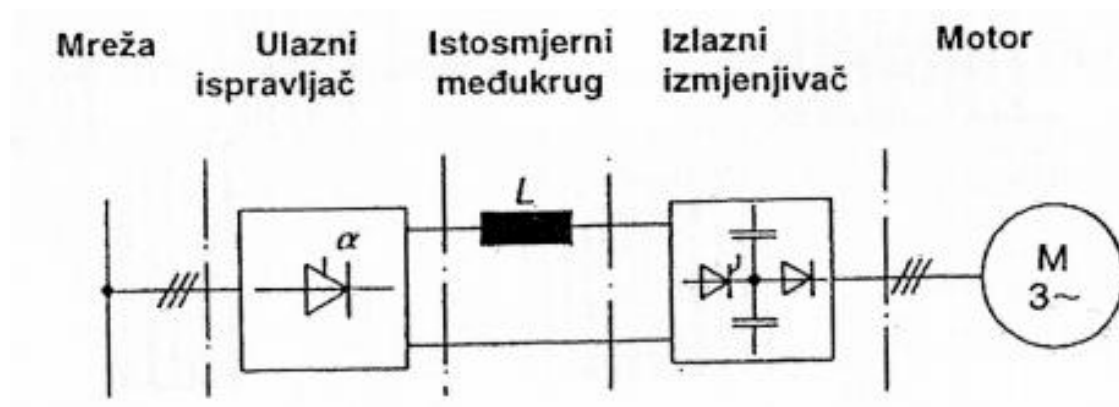 Mreža
Ulazni
ispravljač
Istosmjerni
međukrug
Izlazni
izmjenjivač
Motor
L
α
M
3~